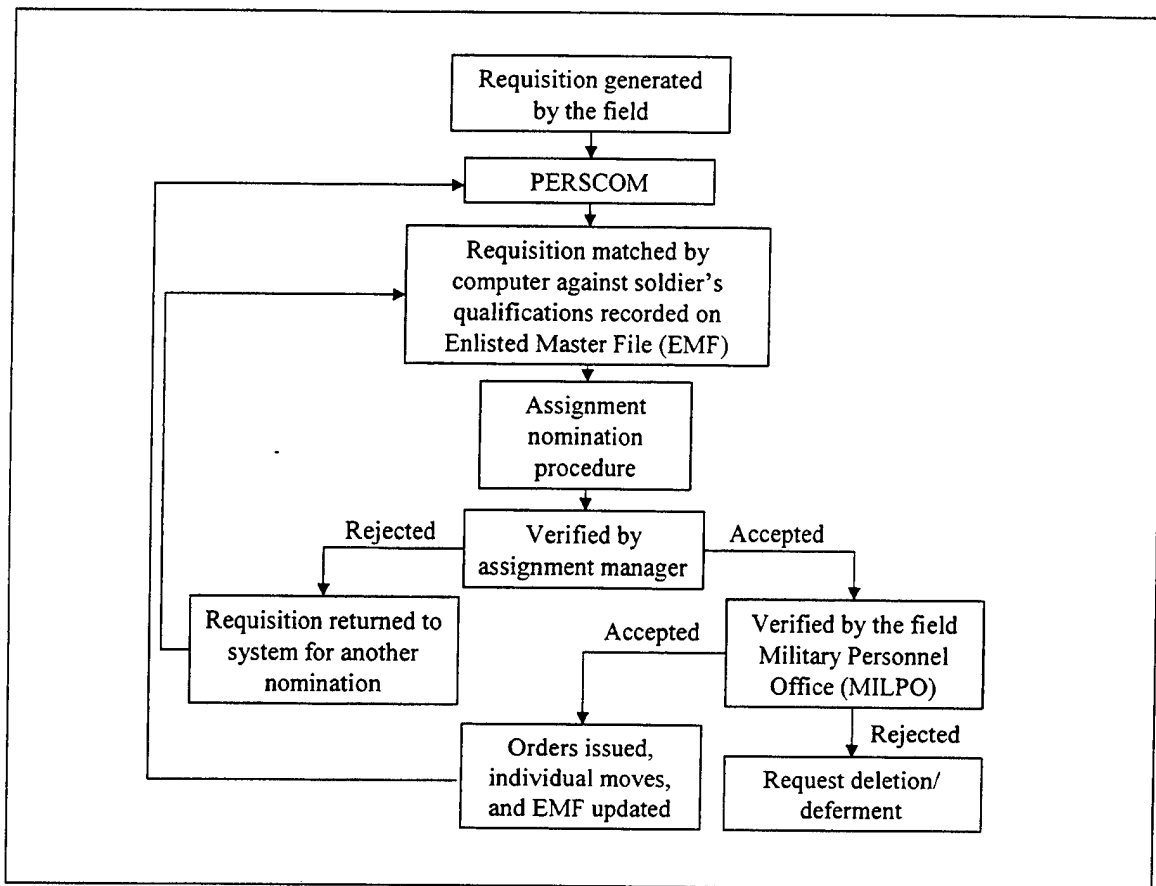 Requisition generated
by the field
PERSCOM
Requisition matched by
computer against soldier's
qualifications recorded on
Enlisted Master File (EMF)
Assignment
nomination
procedure
Rejected
Verified by
assignment manager
Accepted
Requisition returned to
system for another
nomination
Accepted
Verified by the field
Military Personnel
Office (MILPO)
Rejected
Orders issued,
individual moves,
and EMF updated
Request deletion/
deferment